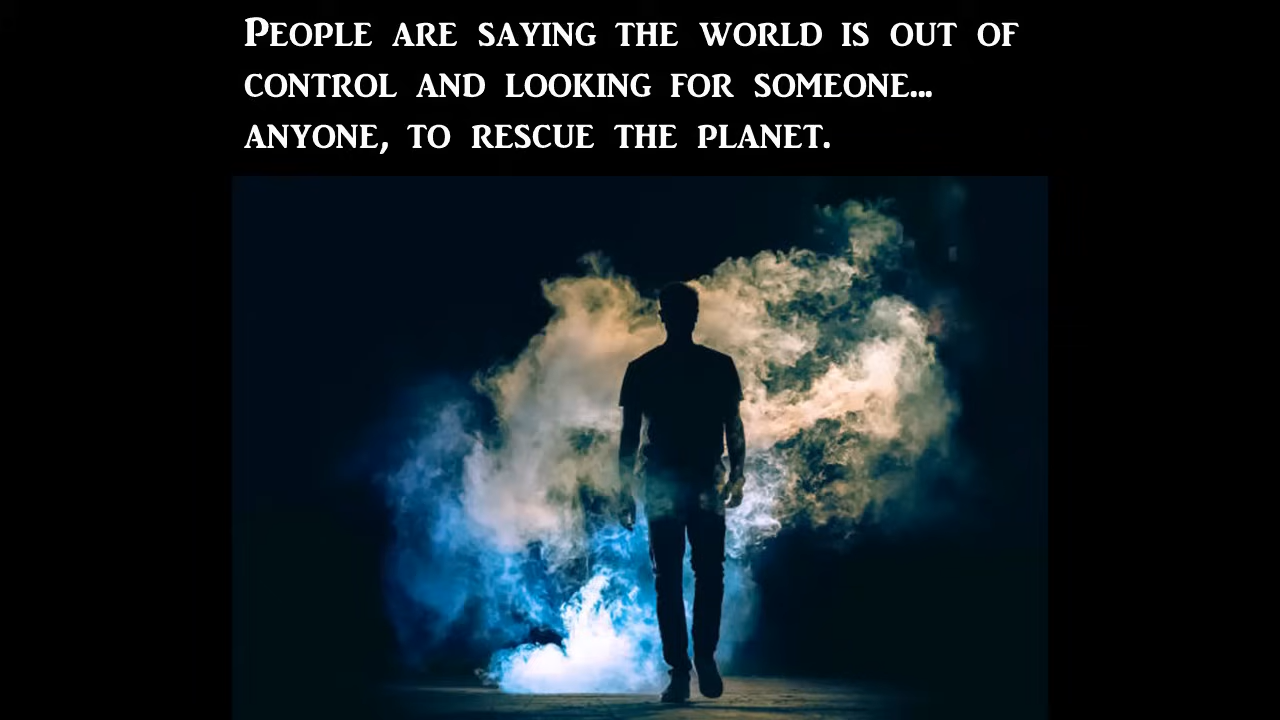 People are saying the world is out of
control and looking for someone...
anyone, to rescue the planet.